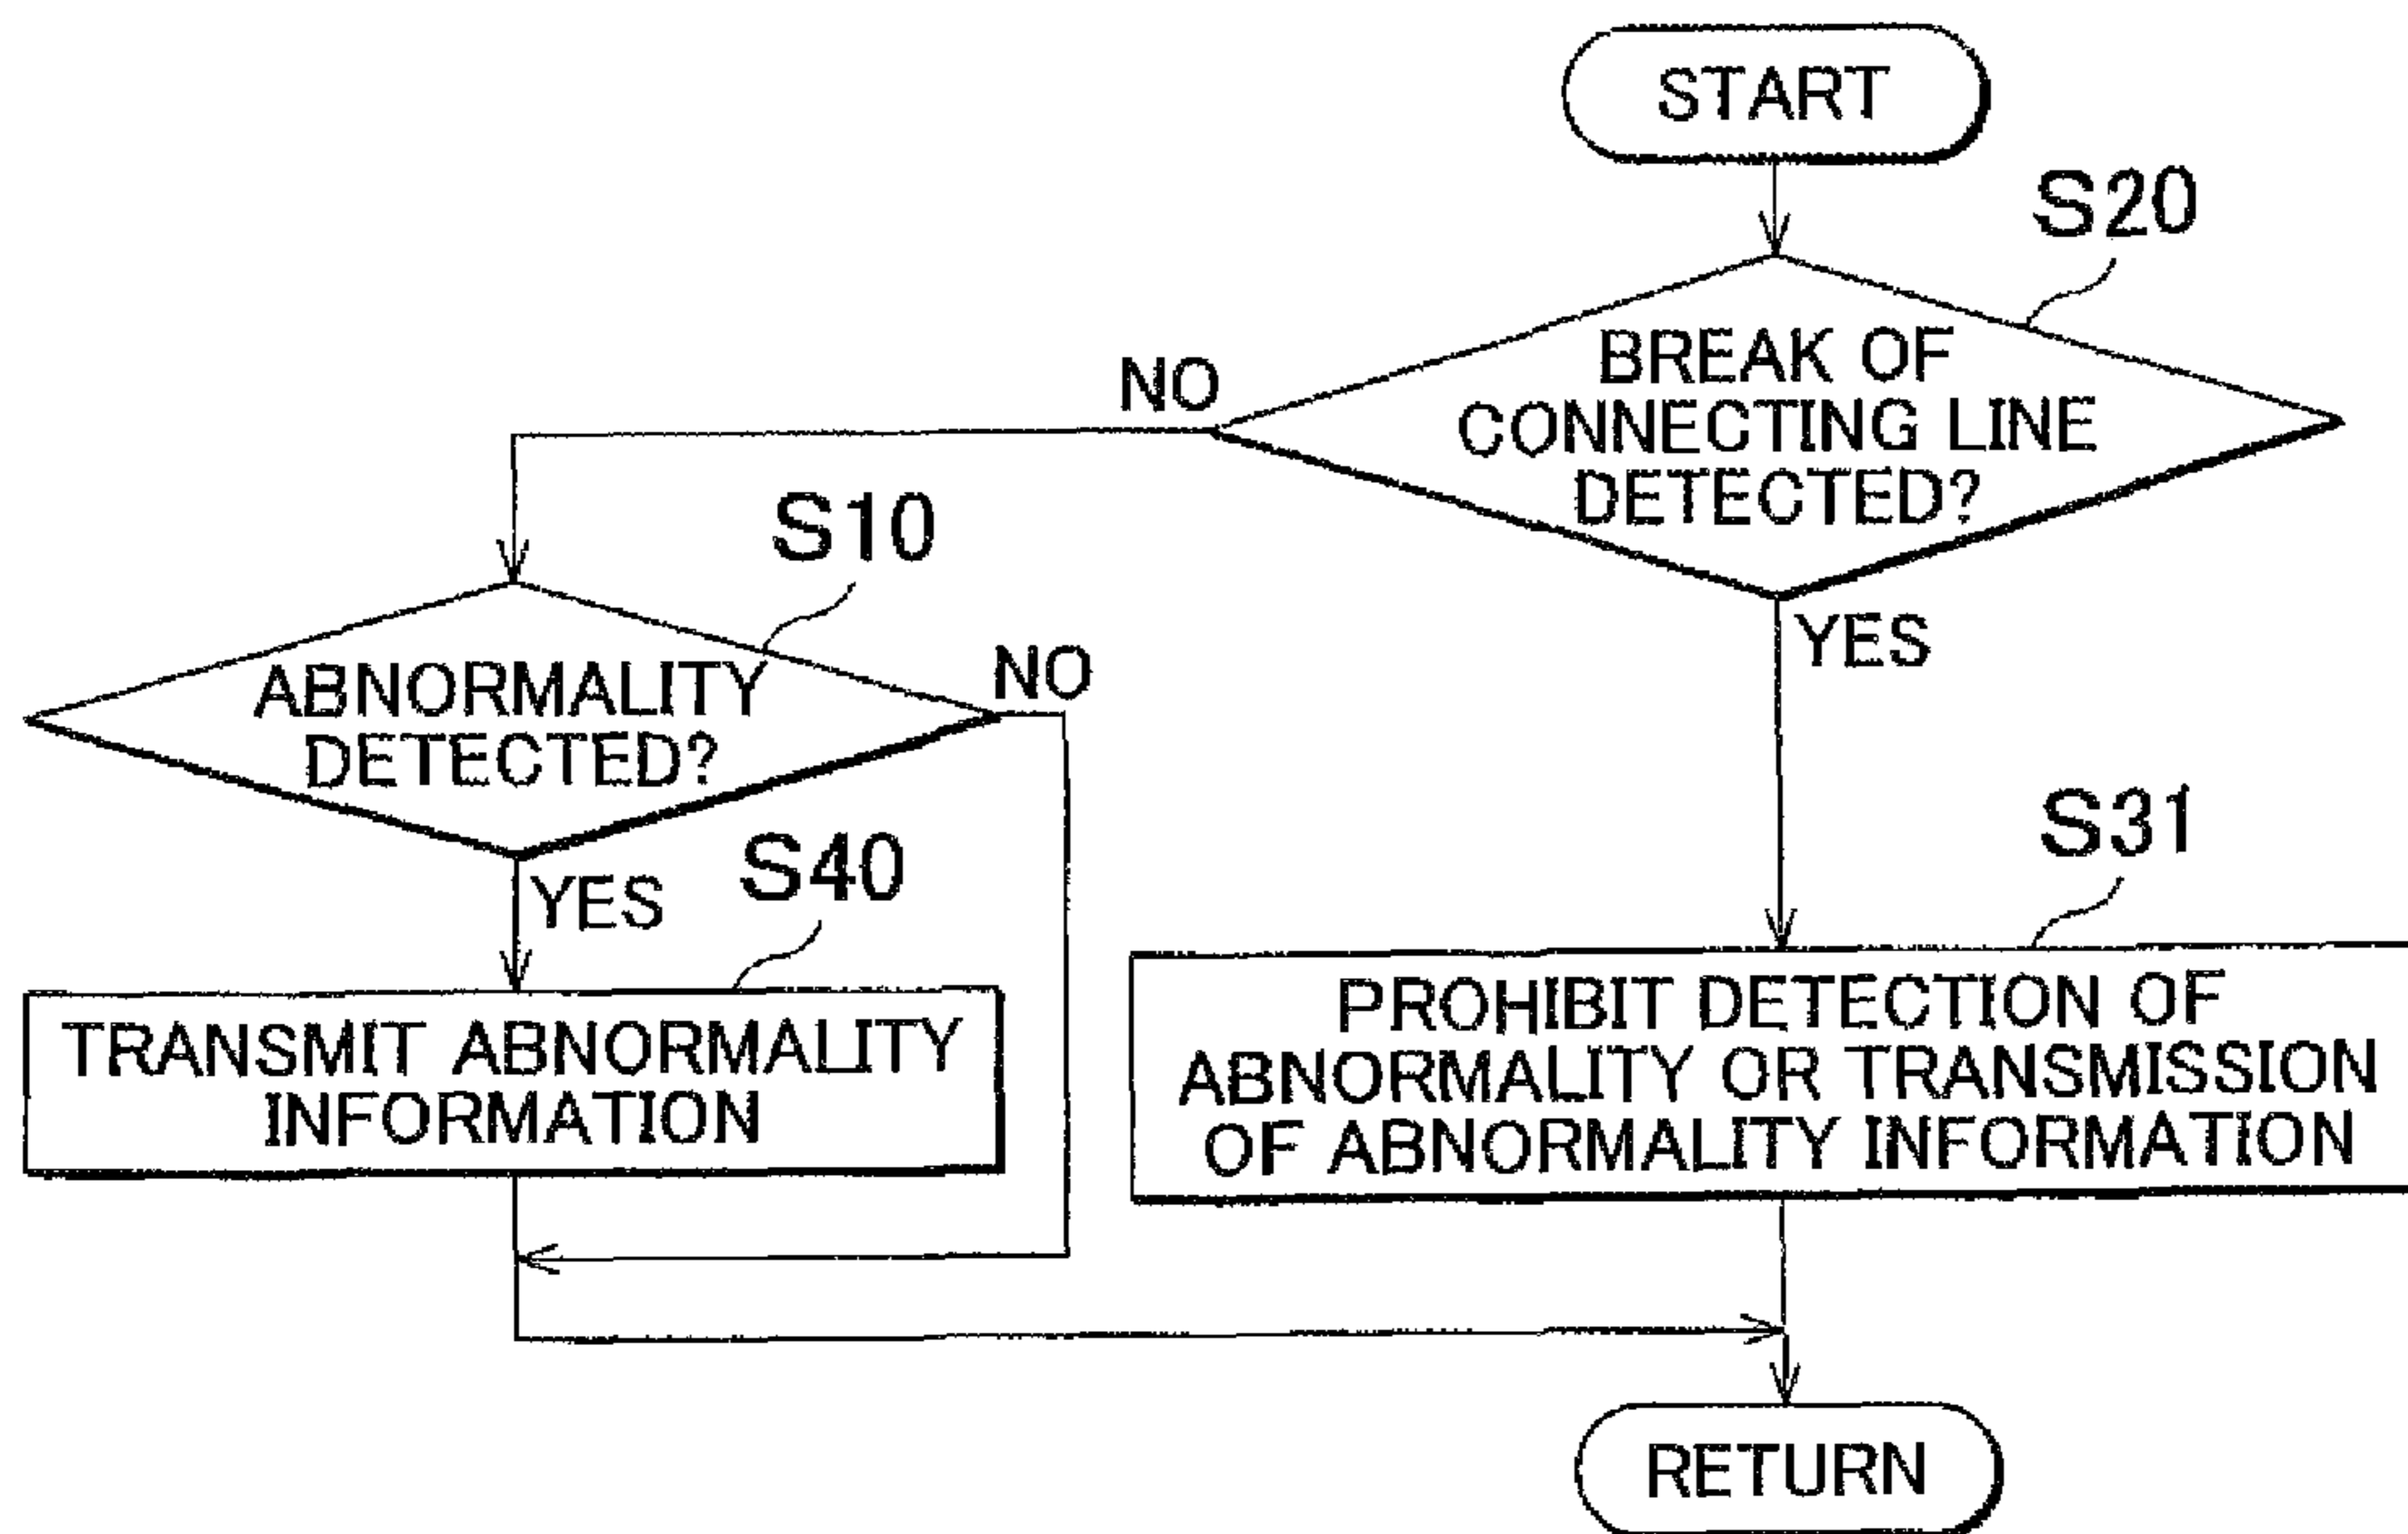 START
S20
BREAK OF
CONNECTING LINE
DETECTED?
NO
YES
S10
ABNORMALITY
DETECTED?
NO
YES
S40
TRANSMIT ABNORMALITY
INFORMATION
S31
PROHIBIT DETECTION OF
ABNORMALITY OR TRANSMISSION
OF ABNORMALITY INFORMATION
RETURN